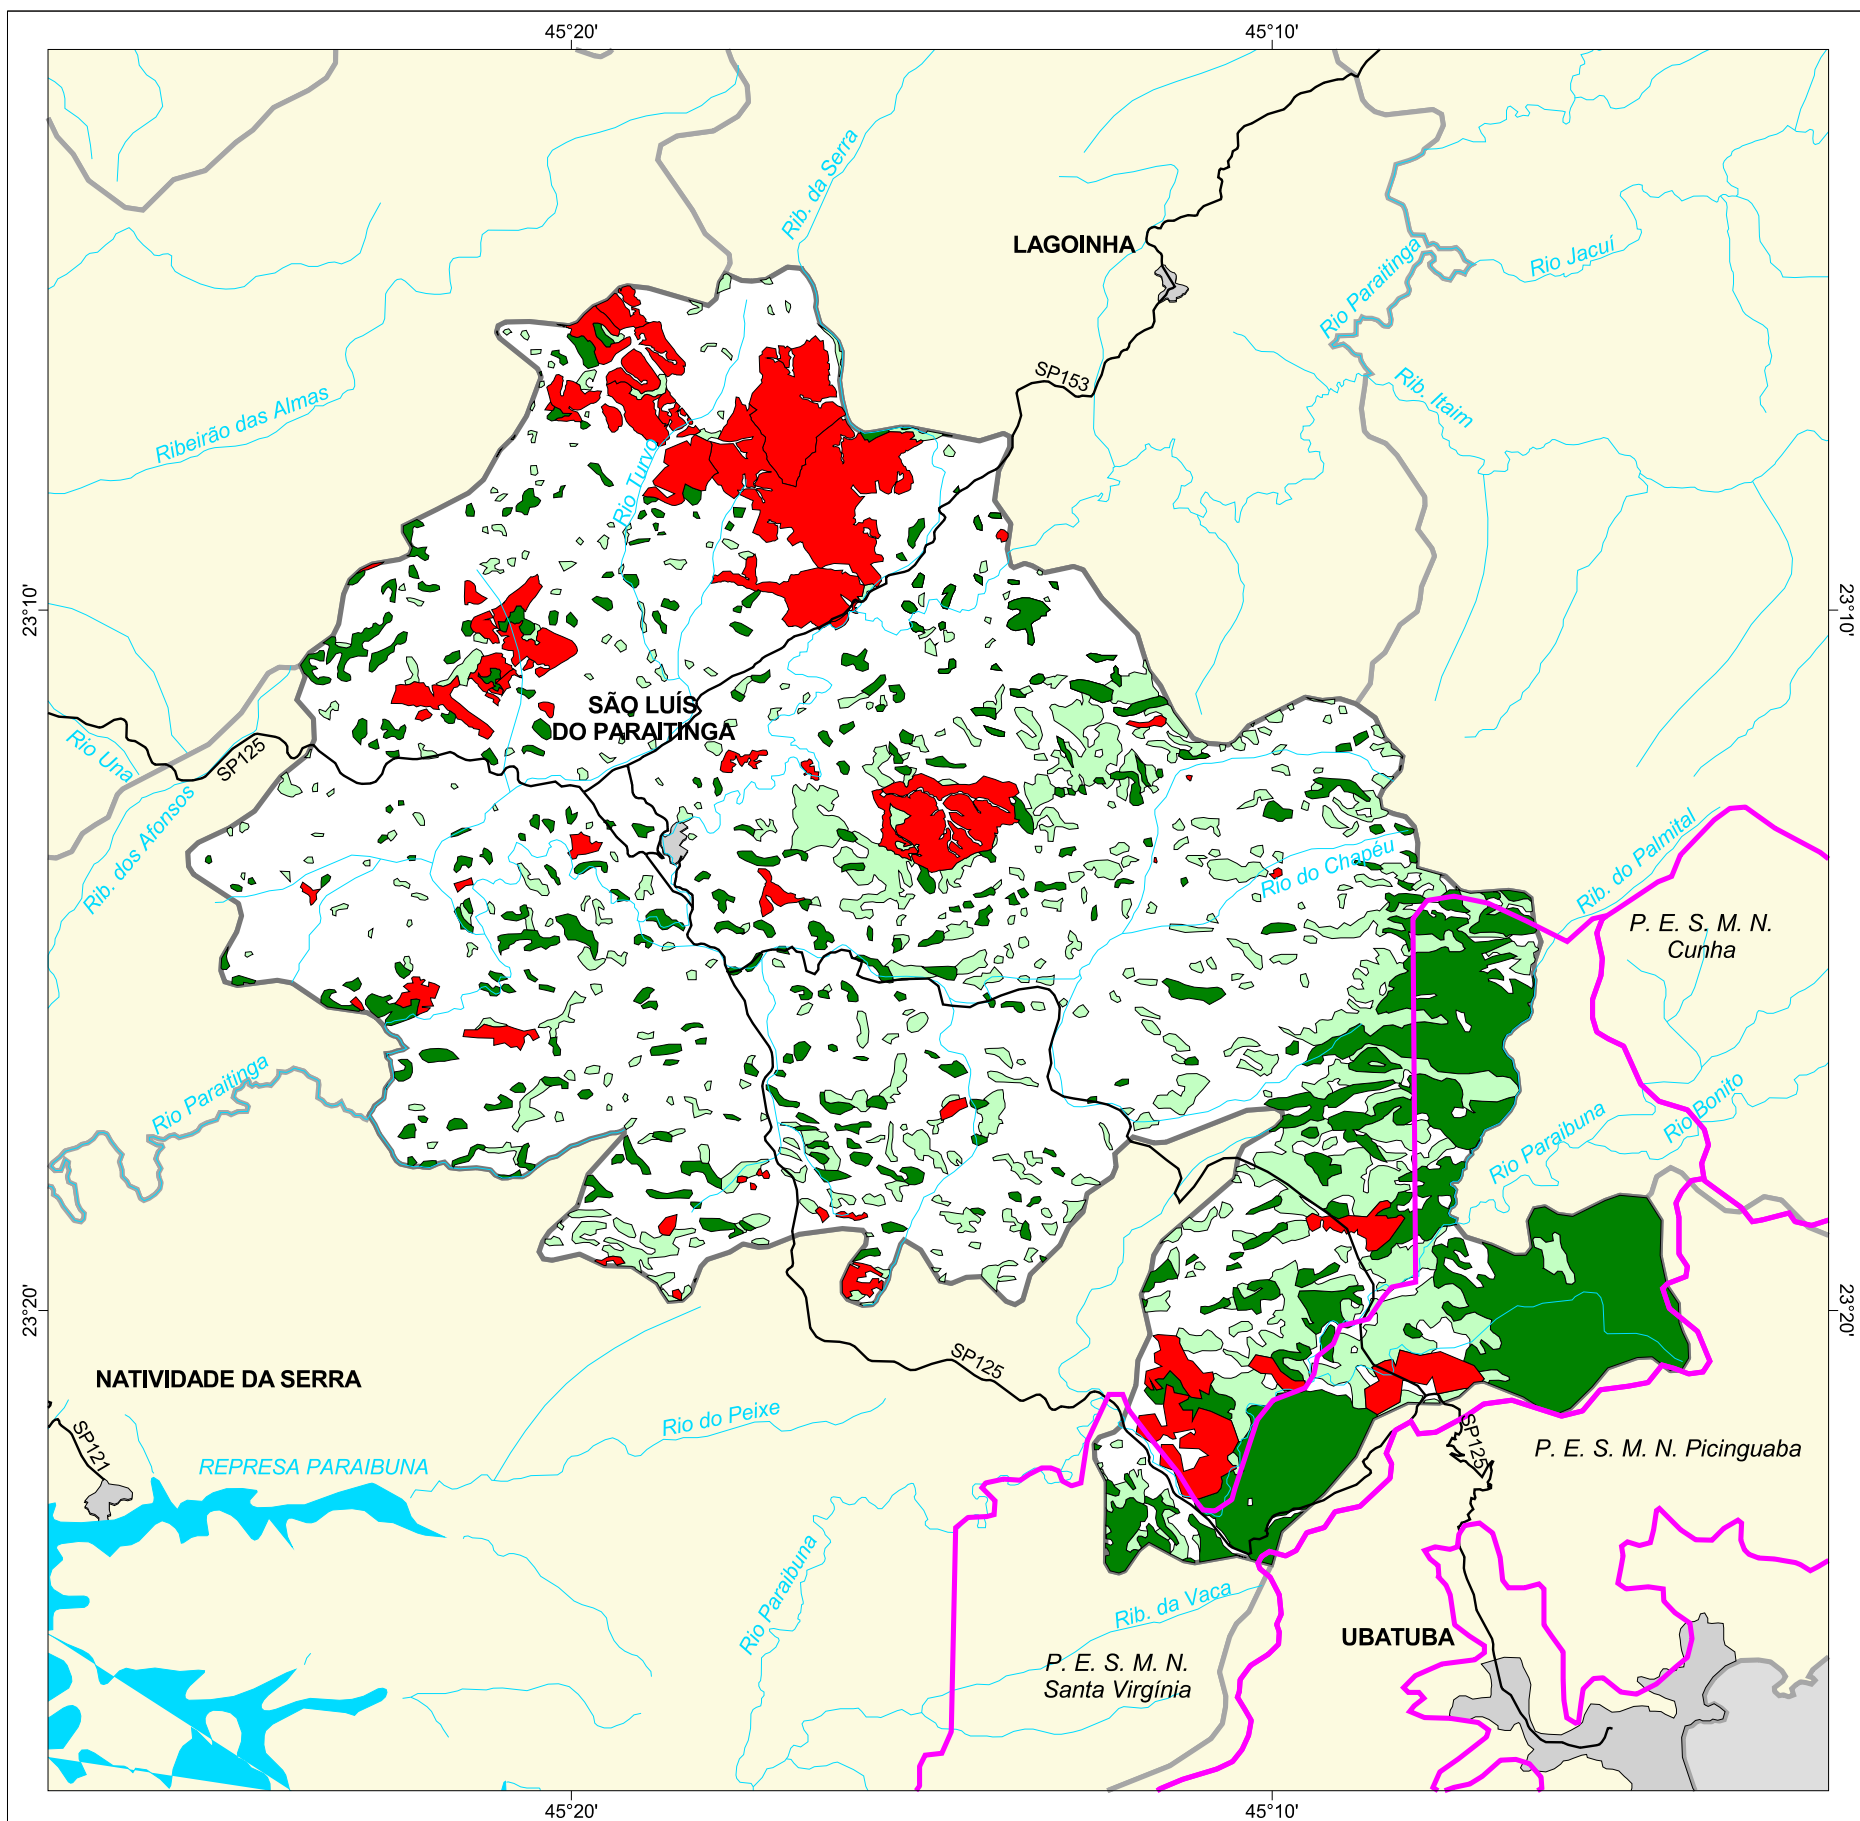 45°20'
45°10'
Rib. da Serra
LAGOINHA
Rio Paraitinga
Rio Jacuí
SP153
Rib. Itaim
Ribeirão das Almas
Rio Turvo
23°10'
23°10'
SÃO LUÍS
DO PARAITINGA
Rio Una
SP125
Rib. dos Afonsos
Rio do Chapéu
Rib. do Palmital
P. E. S. M. N.
Cunha
Rio Paraitinga
Rio Paraibuna
Rio Bonito
23°20'
23°20'
SP125
NATIVIDADE DA SERRA
SP121
Rio do Peixe
REPRESA PARAIBUNA
SP125
P. E. S. M. N. Picinguaba
Rio Paraibuna
Rib. da Vaca
UBATUBA
P. E. S. M. N.
Santa Virgínia
45°20'
45°10'